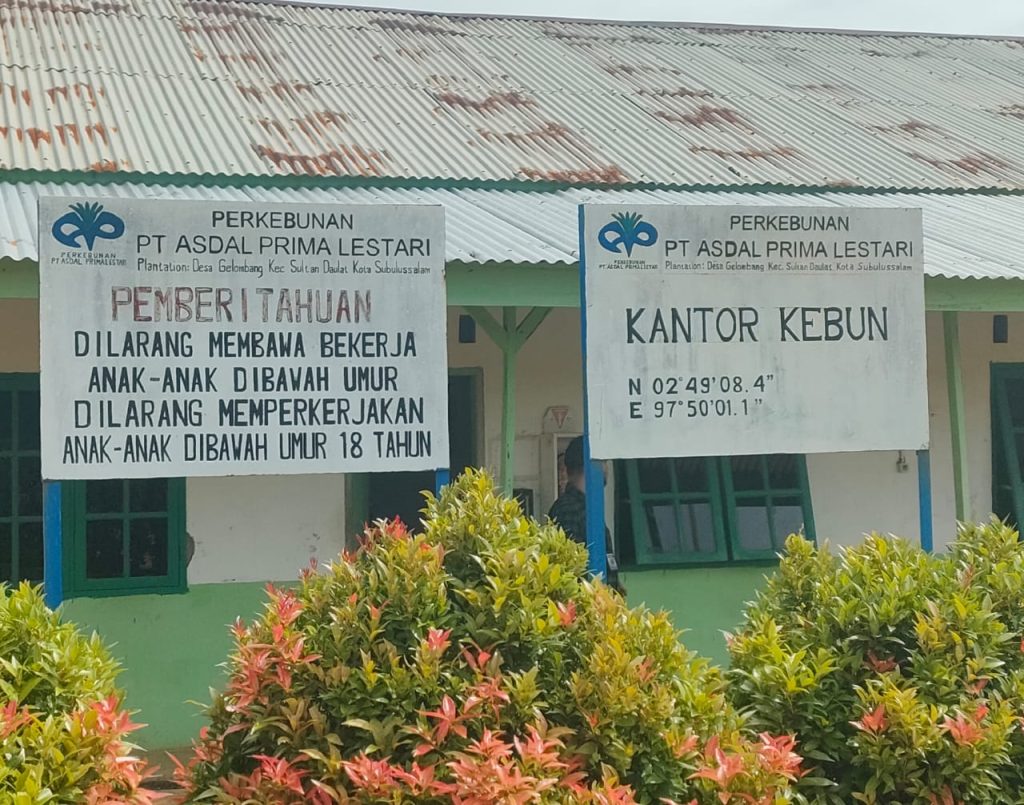 PERKEBUNAN
PT ASDAL PRIMA LESTARI
Plantation: Desa Gelombang Kec Sultan Daulat Kota Subulussalam
PERKEBUNAN
PT ASDAL PRIMA LESTARI
PEMBERITAHUAN
DILARANG MEMBAWA BEKERJA
ANAK-ANAK DIBAWAH UMUR
DILARANG MEMPERKERJAKAN
ANAK-ANAK DIBAWAH UMUR 18 TAHUN
PERKEBUNAN
PT ASDAL PRIMA LESTARI
Plantation: Desa Gelombang Kec Sultan Daulat Kota Subulussalam
PERKEBUNAN
PT ASDAL PRIMA LESTARI
KANTOR KEBUN
N 02°49'08.4"
E 97°50'01.1"